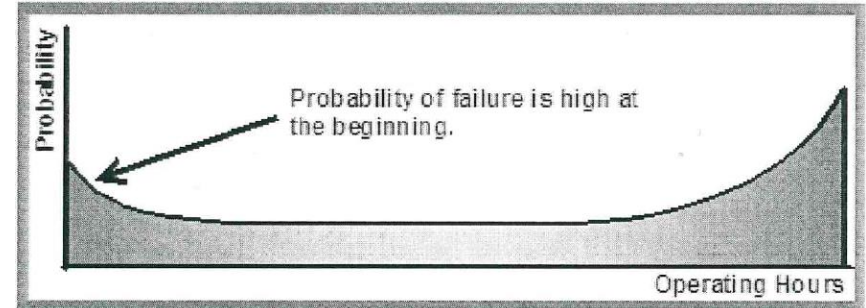 Probability
Probability of failure is high at
the beginning.
Operating Hours